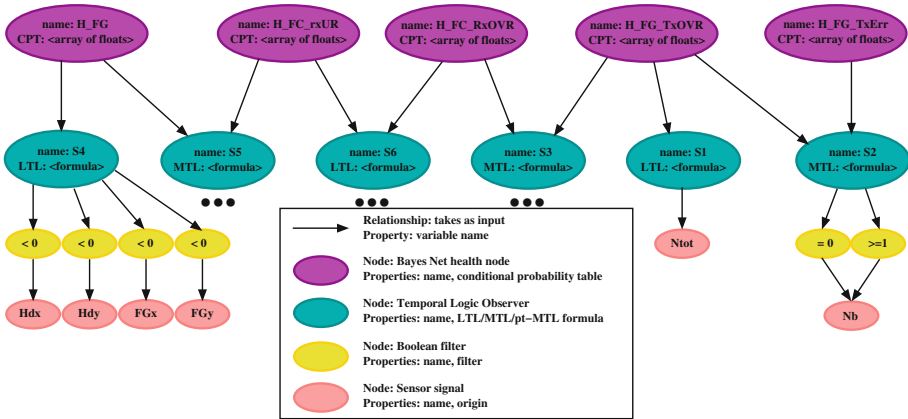 name: H_FG
CPT: <array of floats>
name: H_FC_rxUR
CPT: <array of floats>
name: H_FC_RxOVR
CPT: <array of floats>
name: H_FG_TxOVR
CPT: <array of floats>
name: H_FG_TxErr
CPT: <array of floats>
name: S4
LTL: <formula>
name: S5
MTL: <formula>
name: S6
LTL: <formula>
name: S3
MTL: <formula>
name: S1
LTL: <formula>
name: S2
MTL: <formula>
< 0
< 0
< 0
< 0
Ntot
= 0
>=1
Hdx
Hdy
FGx
FGy
Nb
Relationship: takes as input
Property: variable name
Node: Bayes Net health node
Properties: name, conditional probability table
Node: Temporal Logic Observer
Properties: name, LTL/MTL/pt−MTL formula
Node: Boolean filter
Properties: name, filter
Node: Sensor signal
Properties: name, origin